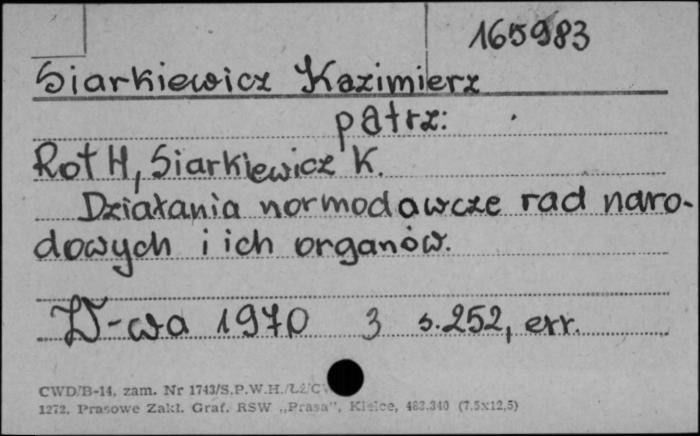 165983
Siarkiewicz Kazimierz
patrz:
Rot H, Siarkiewicz K.
Działania normodawcze rad naro-
dowych i ich organów.
W-wa 1970 3 s.252, err.
CWD/B-14, zam. Nr 1743/S.P.W.H.
1272. Prasowe Zakł. Graf. RSW „Prasa", Kielce, 483.340 (7.5x12,5)